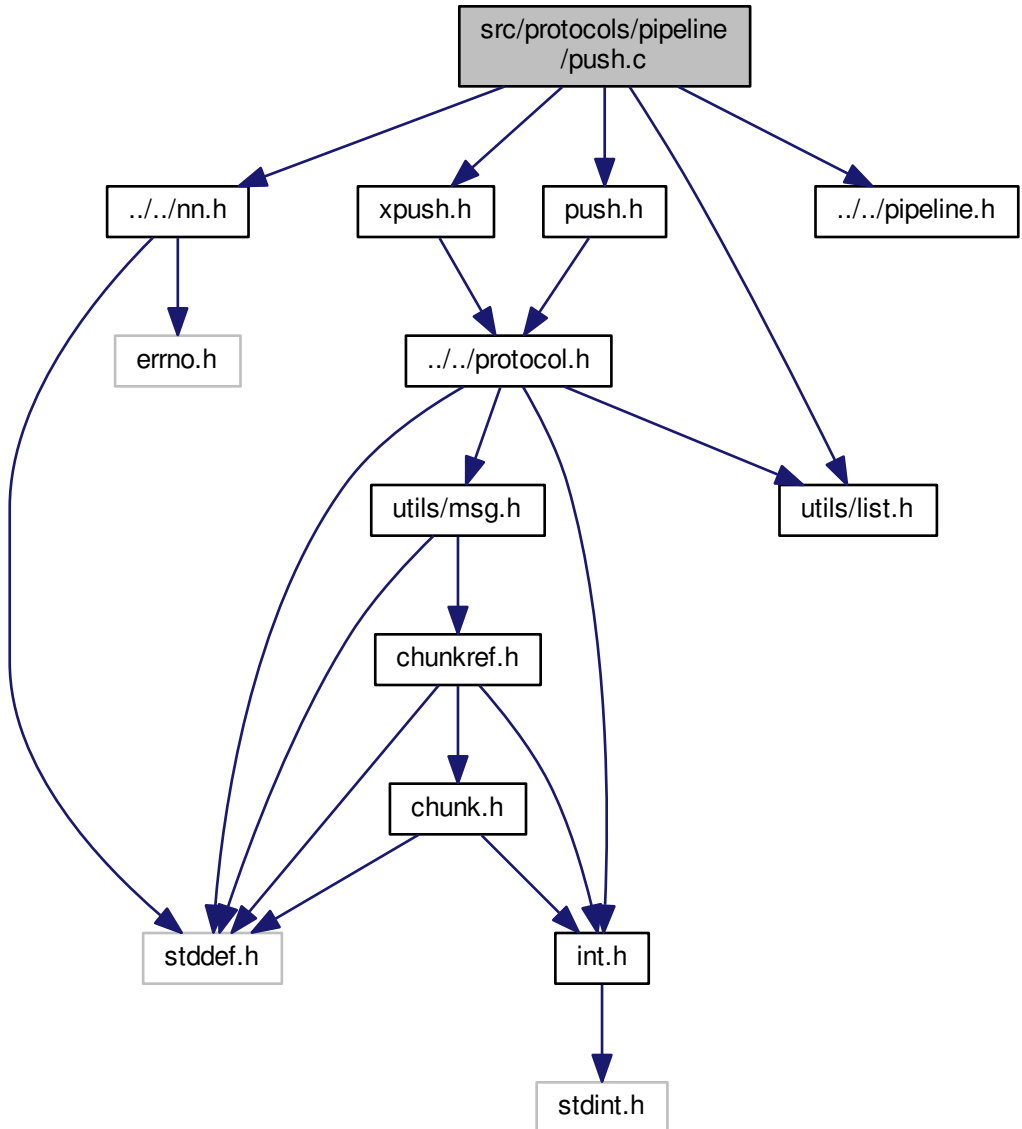 src/protocols/pipeline
/push.c
../../nn.h
xpush.h
push.h
../../pipeline.h
errno.h
../../protocol.h
utils/msg.h
utils/list.h
chunkref.h
chunk.h
stddef.h
int.h
stdint.h